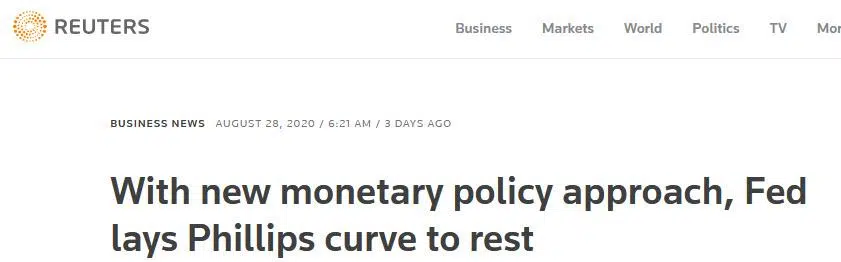 REUTERS Business Markets World Politics TV Mor
BUSINESS NEWS AUGUST 28, 2020 / 6:21 AM / 3 DAYS AGO
With new monetary policy approach, Fed
lays Phillips curve to rest